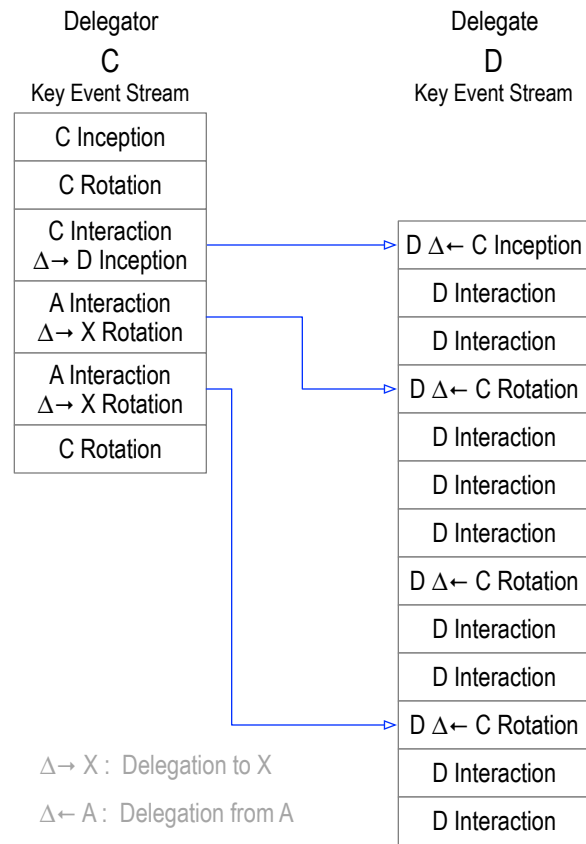 Delegator
C
Key Event Stream
C Inception
C Rotation
C Interaction
Δ→ D Inception
A Interaction
Δ→ X Rotation
A Interaction
Δ→ X Rotation
C Rotation
Delegate
D
Key Event Stream
D Δ← C Inception
D Interaction
D Interaction
D Δ← C Rotation
D Interaction
D Interaction
D Interaction
D Δ← C Rotation
D Interaction
D Interaction
D Δ← C Rotation
D Interaction
D Interaction
Δ→ X : Delegation to X
Δ← A : Delegation from A